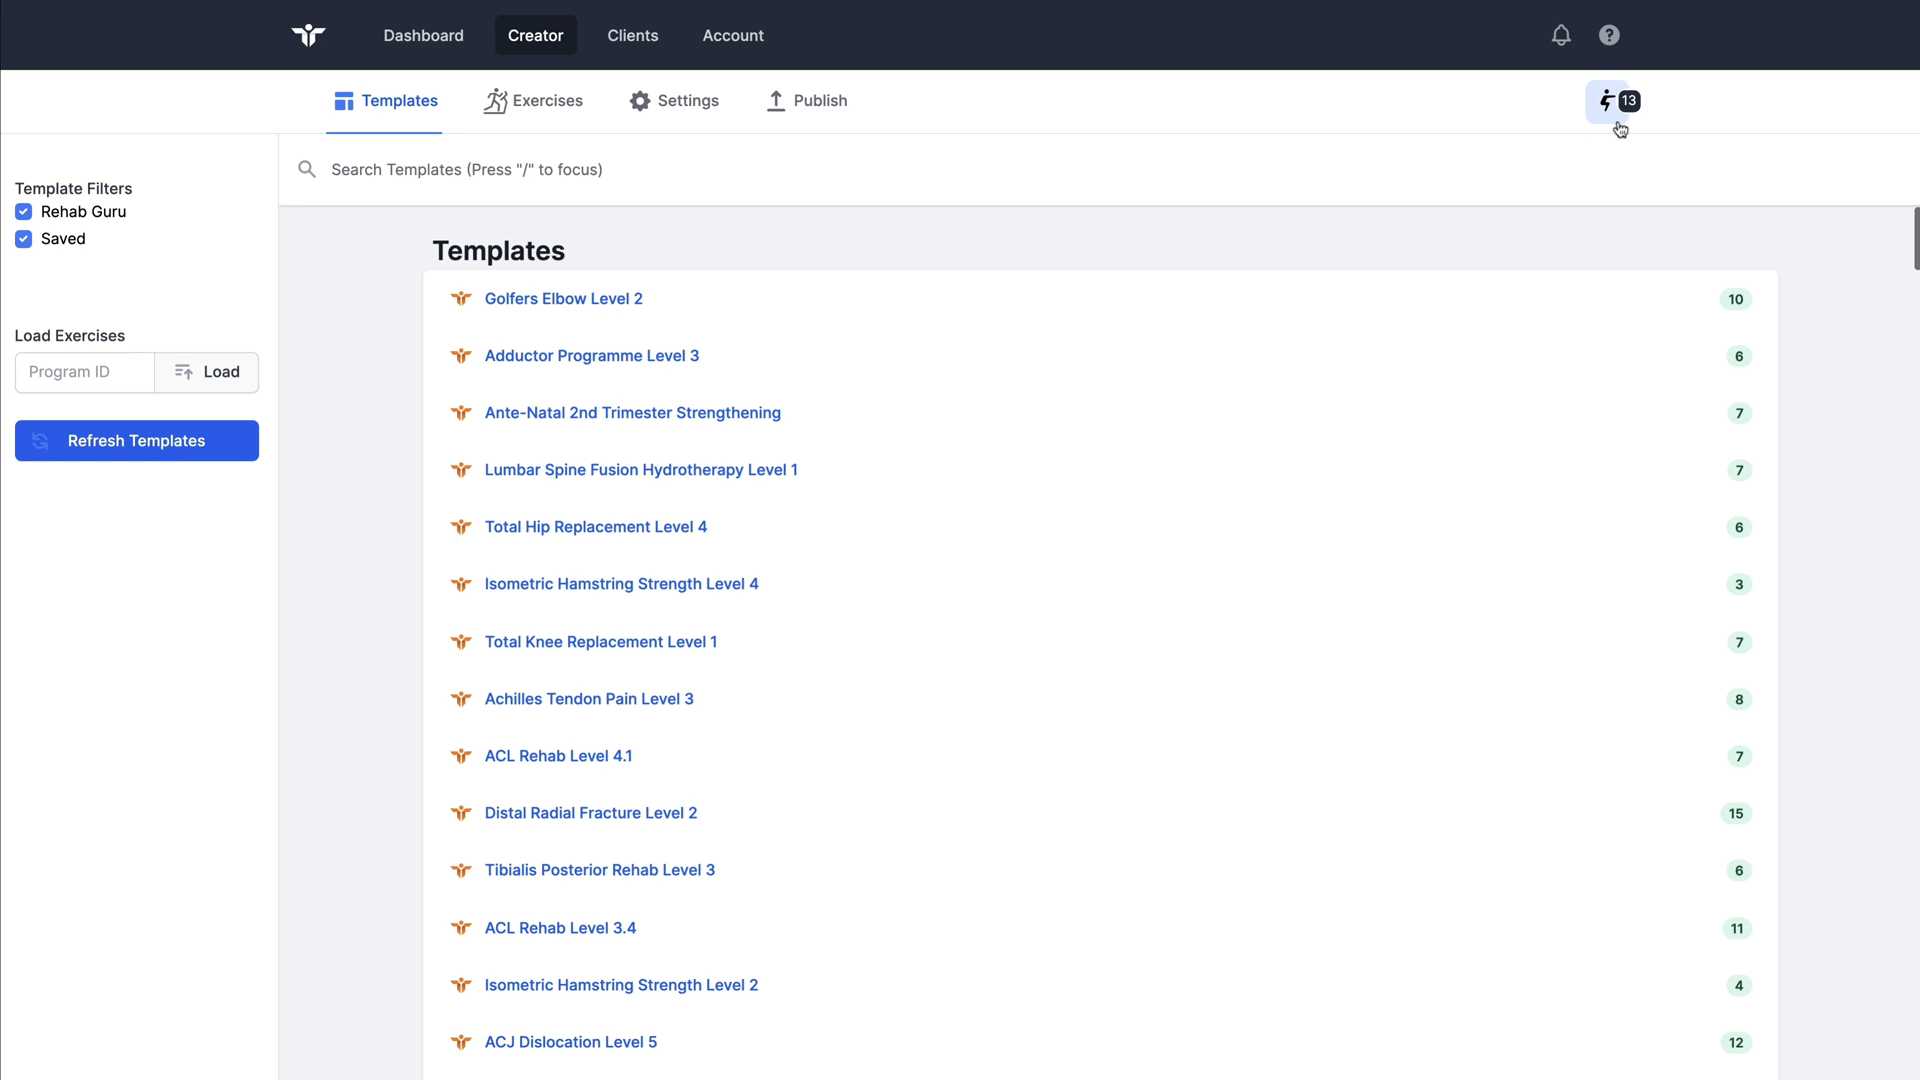 Dashboard Creator Clients Account
Templates Exercises Settings Publish 13
Search Templates (Press "/" to focus)
Template Filters
Rehab Guru
Saved
Load Exercises
Program ID Load
Refresh Templates
Templates
Golfers Elbow Level 2 10
Adductor Programme Level 3 6
Ante-Natal 2nd Trimester Strengthening 7
Lumbar Spine Fusion Hydrotherapy Level 1 7
Total Hip Replacement Level 4 6
Isometric Hamstring Strength Level 4 3
Total Knee Replacement Level 1 7
Achilles Tendon Pain Level 3 8
ACL Rehab Level 4.1 7
Distal Radial Fracture Level 2 15
Tibialis Posterior Rehab Level 3 6
ACL Rehab Level 3.4 11
Isometric Hamstring Strength Level 2 4
ACJ Dislocation Level 5 12